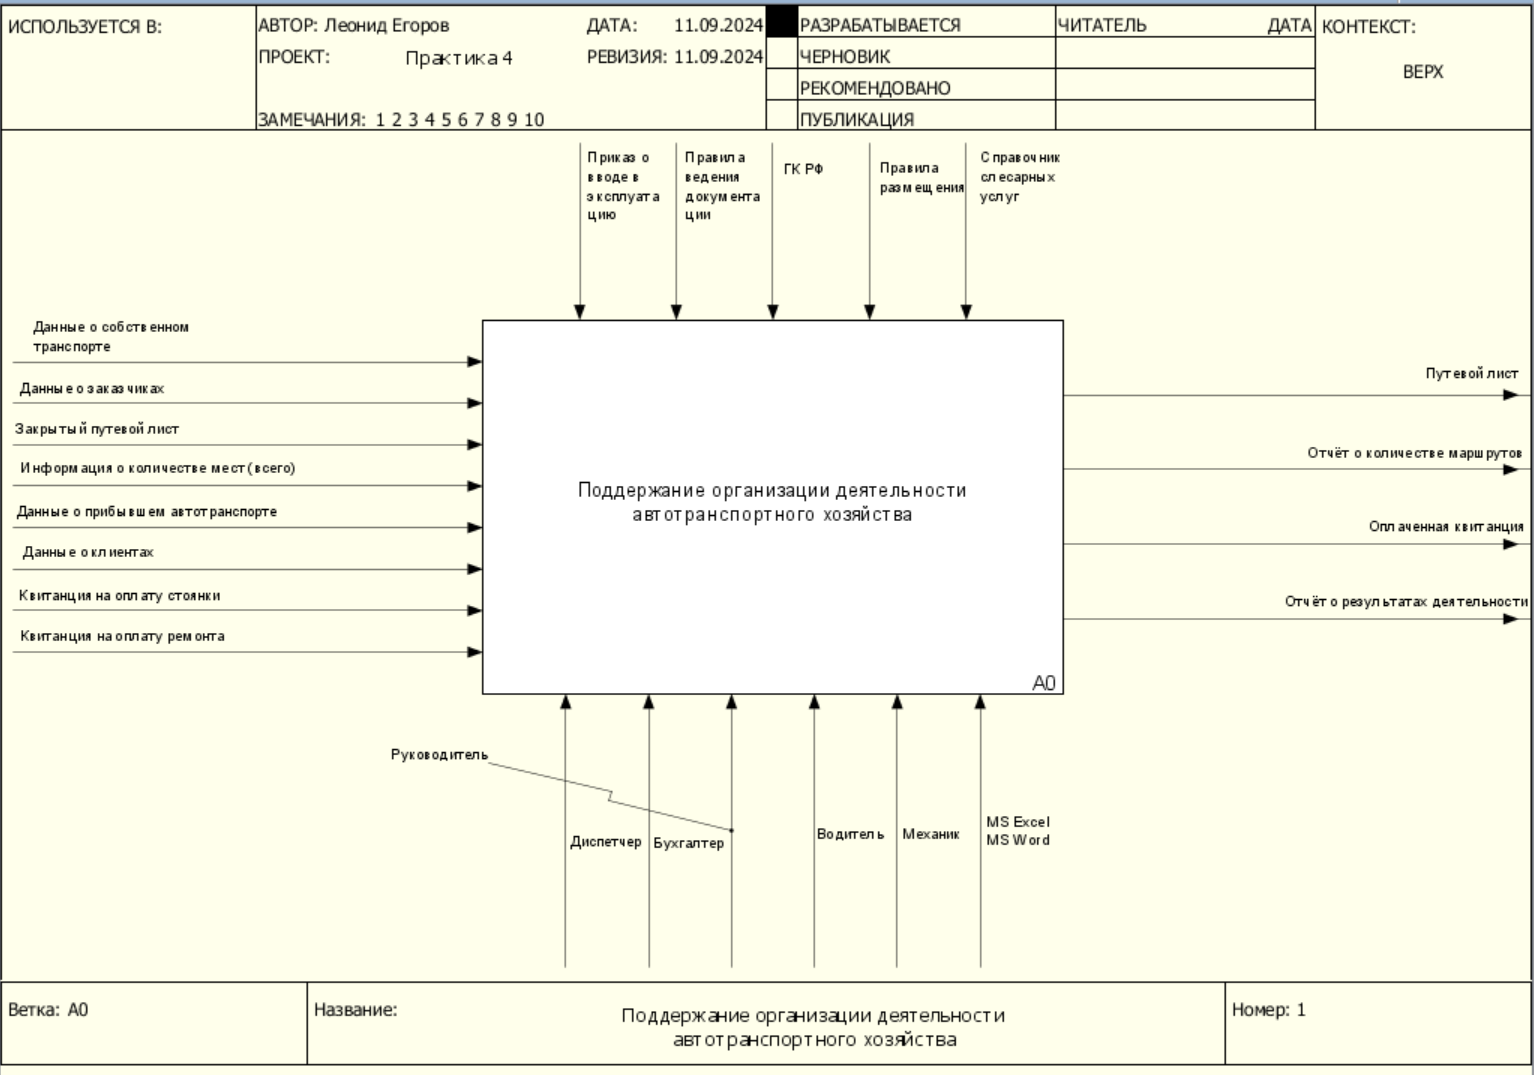 ИСПОЛЬЗУЕТСЯ В:
АВТОР: Леонид Егоров
ДАТА: 11.09.2024
РАЗРАБАТЫВАЕТСЯ
ЧИТАТЕЛЬ
ДАТА
КОНТЕКСТ:
ПРОЕКТ: Практика 4
РЕВИЗИЯ: 11.09.2024
ЧЕРНОВИК
ВЕРХ
РЕКОМЕНДОВАНО
ЗАМЕЧАНИЯ: 1 2 3 4 5 6 7 8 9 10
ПУБЛИКАЦИЯ
Приказ о
вводе в
эксплуата
цию
Правила
ведения
документа
ции
ГК РФ
Правила
размещения
Справочник
слесарных
услуг
Данные о собственном
транспорте
Данные о заказчиках
Закрытый путевой лист
Информация о количестве мест (всего)
Данные о прибывшем автотранспорте
Данные о клиентах
Квитанция на оплату стоянки
Квитанция на оплату ремонта
Поддержание организации деятельности
автотранспортного хозяйства
A0
Путевой лист
Отчёт о количестве маршрутов
Оплаченная квитанция
Отчёт о результатах деятельности
Руководитель
Диспетчер
Бухгалтер
Водитель
Механик
MS Excel
MS Word
Ветка: A0
Название:
Поддержание организации деятельности
автотранспортного хозяйства
Номер: 1